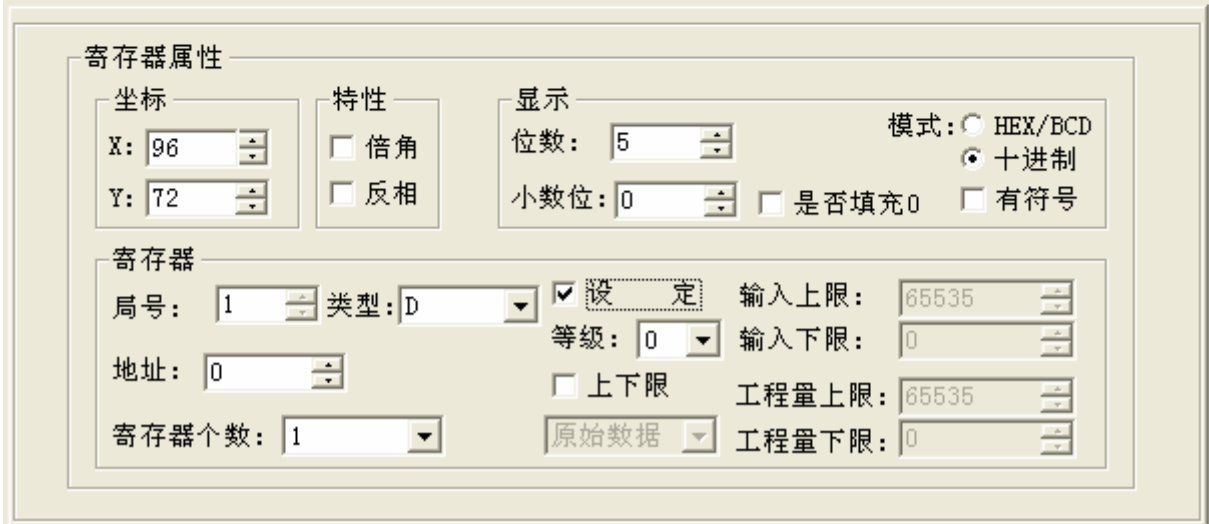 寄存器属性
坐标
X: 96
Y: 72
特性
倍角
反相
显示
位数: 5
小数位: 0
是否填充0
模式: HEX/BCD
十进制
有符号
寄存器
局号: 1 类型: D
地址: 0
寄存器个数: 1
设 定
等级: 0
上下限
原始数据
输入上限: 65535
输入下限: 0
工程量上限: 65535
工程量下限: 0